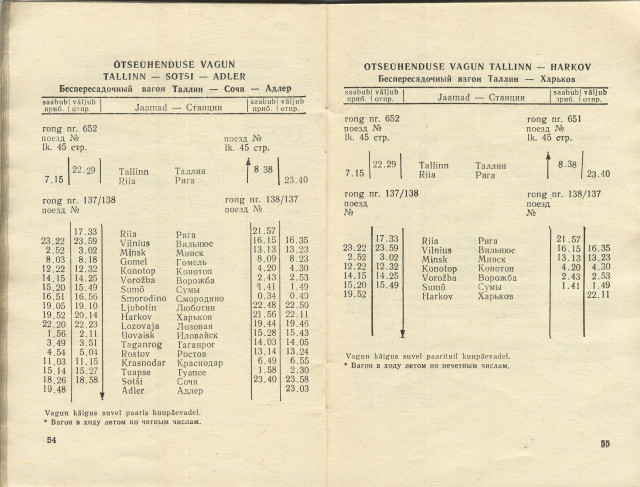 OTSEÜHENDUSE VAGUN
TALLINN — SOTSI — ADLER
Беспересадочный вагон Таллин — Сочи — Адлер
saabub väljub saabub väljub
приб. отпр. Jaamad — Станции приб. отпр.
rong nr. 652
поезд № поезд №
lk. 45 стр. lk. 45 стр.
22.29 Tallinn Таллин 8 38
7.15 Riia Рига 23.40
rong nr. 137/138 rong nr. 138/137
поезд № поезд №
17.33 Riia Рига 21.57
23.22 23.59 Vilnius Вильнюс 16.15 16.35
2.52 3.02 Minsk Минск 13.13 13.23
8,03 8,18 Gomel Гомель 8.09 8.23
12.22 12.32 Konotop Конотоп 4.20 4.30
14,15 14.25 Vorožba Ворожба 2.43 2.53
15,20 15.49 Sumõ Сумы 1.41 1.49
16,51 16,56 Smorodino Смородино 0.34 0.40
19,05 19.10 Ljubotin Люботин 22.48 22.50
19,52 20.14 Harkov Харьков 21.56 22.11
22,20 22,23 Lozovaja Лозовая 19.44 19.46
1,56 2.11 Ilovaisk Иловайск 15.28 15.43
3,49 3,51 Taganrog Таганрог 14.03 14.05
4,54 5,04 Rostov Ростов 13.14 13,24
11,03 11,15 Krasnodar Краснодар 6.49 6.55
15,14 15.27 Tuapse Туапсе 1.58 2.30
18,26 18,58 Sotši Сочи 23.40 23.58
19,48 Adler Адлер 23.03
Vagun käigus suvel paaris kuupäevadel.
* Вагон в ходу летом по четным числам.
54
OTSEÜHENDUSE VAGUN TALLINN — HARKOV
Беспересадочный вагон Таллин — Харьков
saabub väljub saabub väljub
приб. отпр. Jaamad — Станции приб. отпр.
rong nr. 652 rong nr. 651
поезд № поезд №
lk. 45 стр. lk. 45 стр.
22.29 Tallinn Таллин 8.38
7.15 Riia Рига 23.40
rong nr. 137/138 rong nr. 138/137
поезд поезд
№ №
17.33 Riia Рига 21.57
23.22 23.59 Vilnius Вильнюс 16.15 16.35
2.52 3.02 Minsk Минск 13.13 13.23
12.22 12.32 Konotop Конотоп 4.20 4.30
14.15 14.25 Vorožba Ворожба 2.43 2.53
15.20 15.49 Sumõ Сумы 1.41 1.49
19,52 Harkov Харьков 22.11
Vagun käigus suvel paarituil kuupäevadel.
* Вагон в ходу летом по нечетным числам.
55